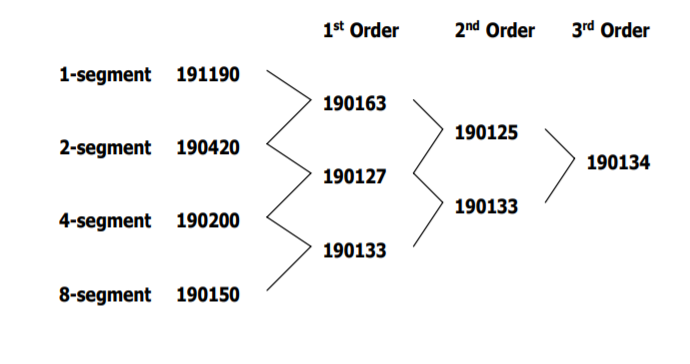 1st Order 2nd Order 3rd Order
1-segment 191190
190163
190125
2-segment 190420
190134
190127
190133
4-segment 190200
190133
8-segment 190150